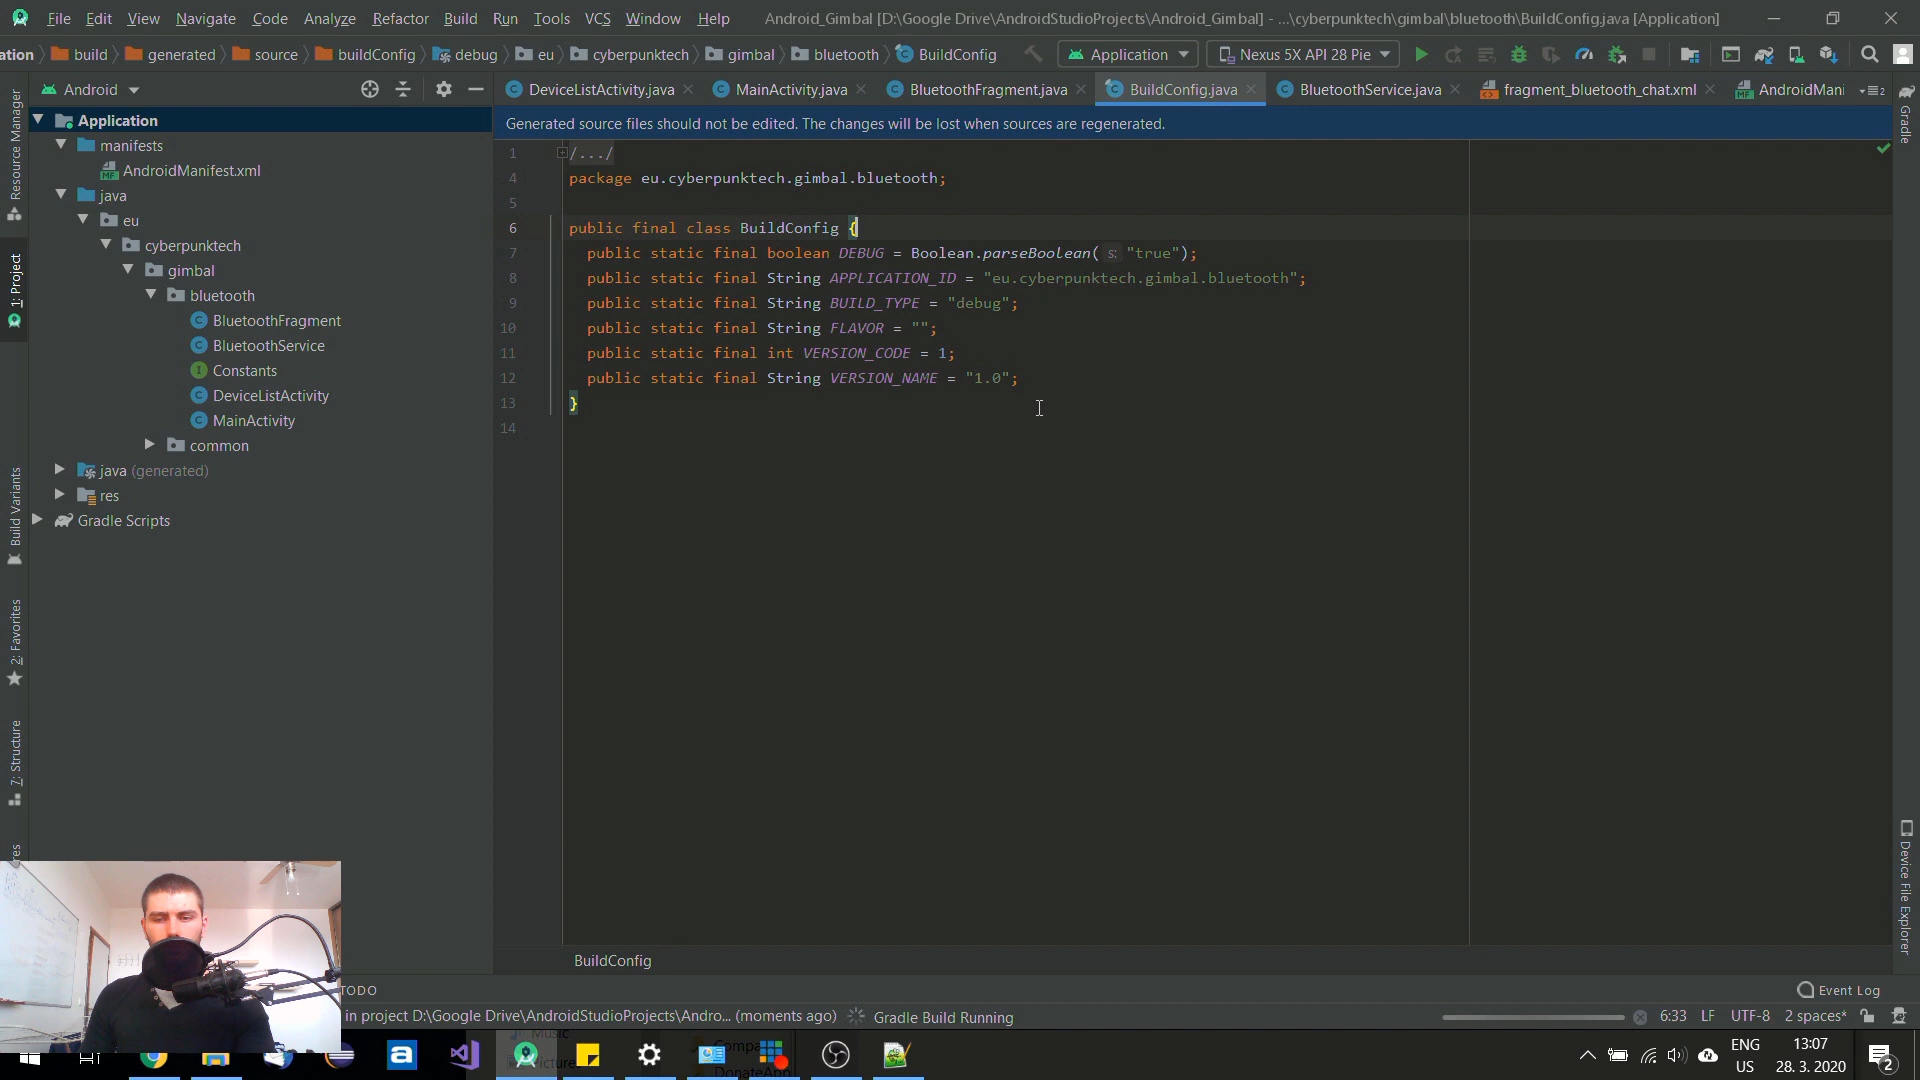 File Edit View Navigate Code Analyze Refactor Build Run Tools VCS Window Help Android_Gimbal [D:\Google Drive\AndroidStudioProjects\Android_Gimbal] - ...\cyberpunktech\gimbal\bluetooth\BuildConfig.java [Application]
ation build generated source buildConfig debug eu cyberpunktech gimbal bluetooth BuildConfig Application Nexus 5X API 28 Pie
Android DeviceListActivity.java MainActivity.java BluetoothFragment.java BuildConfig.java BluetoothService.java fragment_bluetooth_chat.xml AndroidMani
Generated source files should not be edited. The changes will be lost when sources are regenerated.
Application
manifests
AndroidManifest.xml
java
eu
cyberpunktech
gimbal
bluetooth
BluetoothFragment
BluetoothService
Constants
DeviceListActivity
MainActivity
common
java (generated)
res
Gradle Scripts
Resource Manager
1: Project
Build Variants
2: Favorites
7: Structure
1 /.../
4 package eu.cyberpunktech.gimbal.bluetooth;
5
6 public final class BuildConfig {
7 public static final boolean DEBUG = Boolean.parseBoolean( s: "true");
8 public static final String APPLICATION_ID = "eu.cyberpunktech.gimbal.bluetooth";
9 public static final String BUILD_TYPE = "debug";
10 public static final String FLAVOR = "";
11 public static final int VERSION_CODE = 1;
12 public static final String VERSION_NAME = "1.0";
13 }
14
Gradle
Device File Explorer
BuildConfig
TODO
Event Log
in project D:\Google Drive\AndroidStudioProjects\Andro... (moments ago) Gradle Build Running 6:33 LF UTF-8 2 spaces*
ENG
US
13:07
28. 3. 2020
2